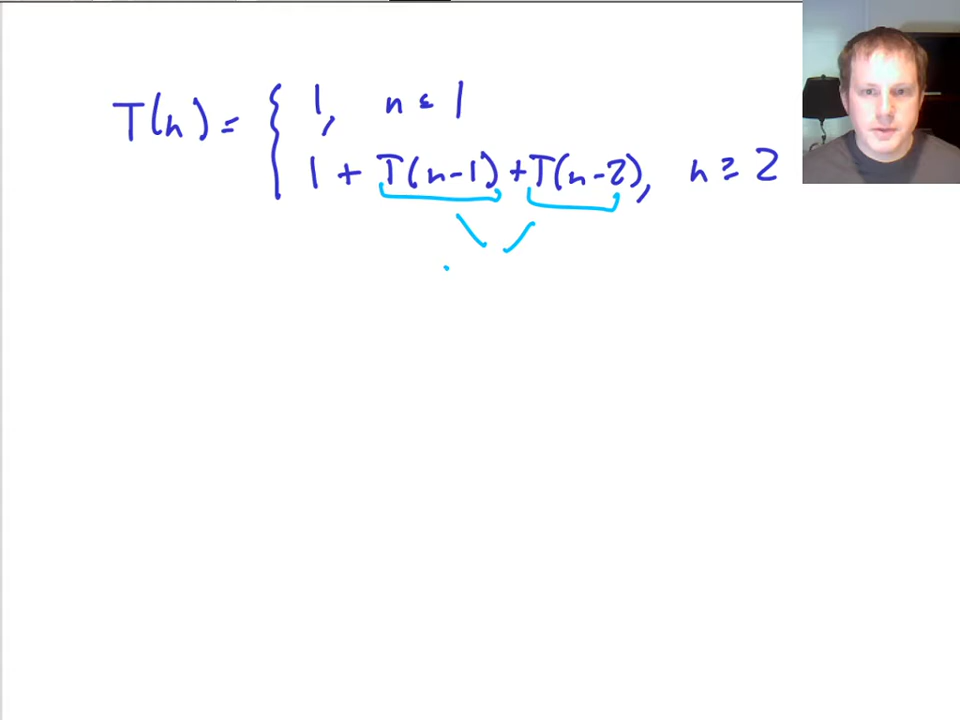 T(n) = { 1, n ≤ 1
1 + T(n-1) + T(n-2), n ≥ 2